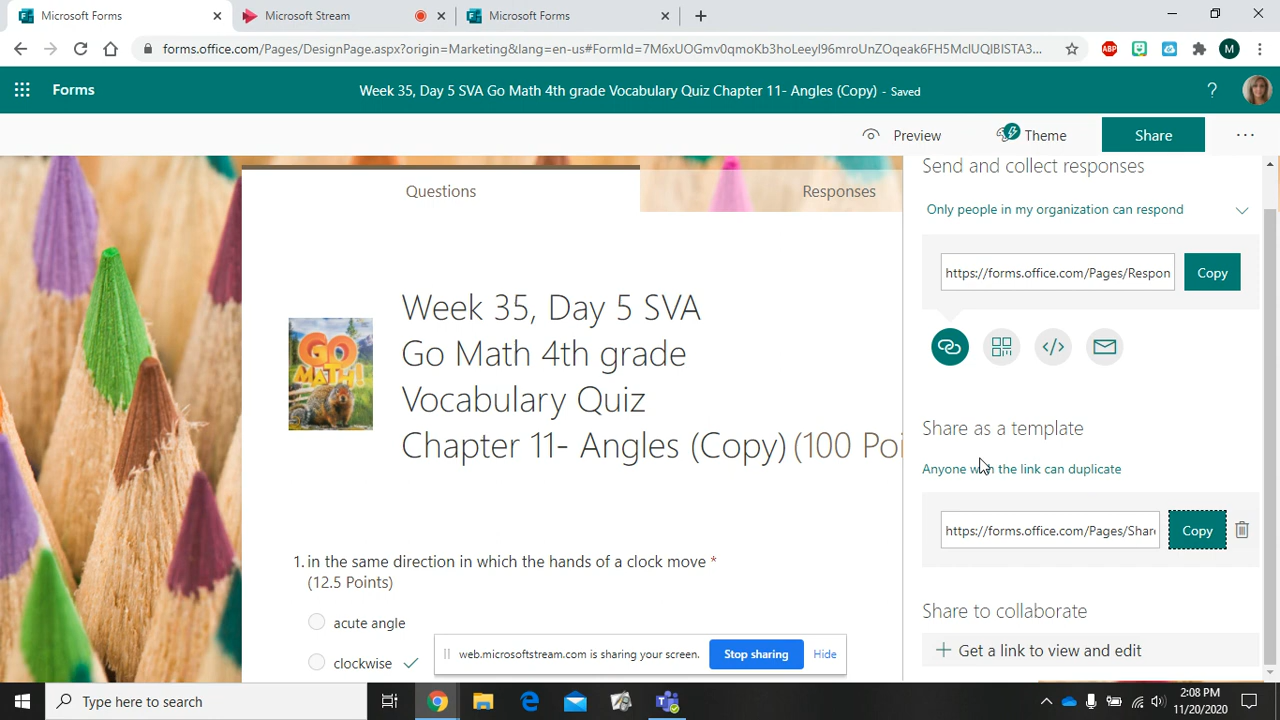 Microsoft Forms
Microsoft Stream
Microsoft Forms
forms.office.com/Pages/DesignPage.aspx?origin=Marketing&lang=en-us#FormId=7M6xUOGmv0qmoKb3hoLeeyl96mroUnZOqeak6FH5MclUQlBISTA3...
ABP
M
Forms
Week 35, Day 5 SVA Go Math 4th grade Vocabulary Quiz Chapter 11- Angles (Copy) - Saved
?
Preview
Theme
Share
Questions
Responses
GO
MATH!
Week 35, Day 5 SVA
Go Math 4th grade
Vocabulary Quiz
Chapter 11- Angles (Copy) (100 Poi
1. in the same direction in which the hands of a clock move *
(12.5 Points)
acute angle
clockwise
Send and collect responses
Only people in my organization can respond
https://forms.office.com/Pages/Respon
Copy
Share as a template
Anyone with the link can duplicate
https://forms.office.com/Pages/Share
Copy
Share to collaborate
Get a link to view and edit
web.microsoftstream.com is sharing your screen.
Stop sharing
Hide
Type here to search
2:08 PM
11/20/2020